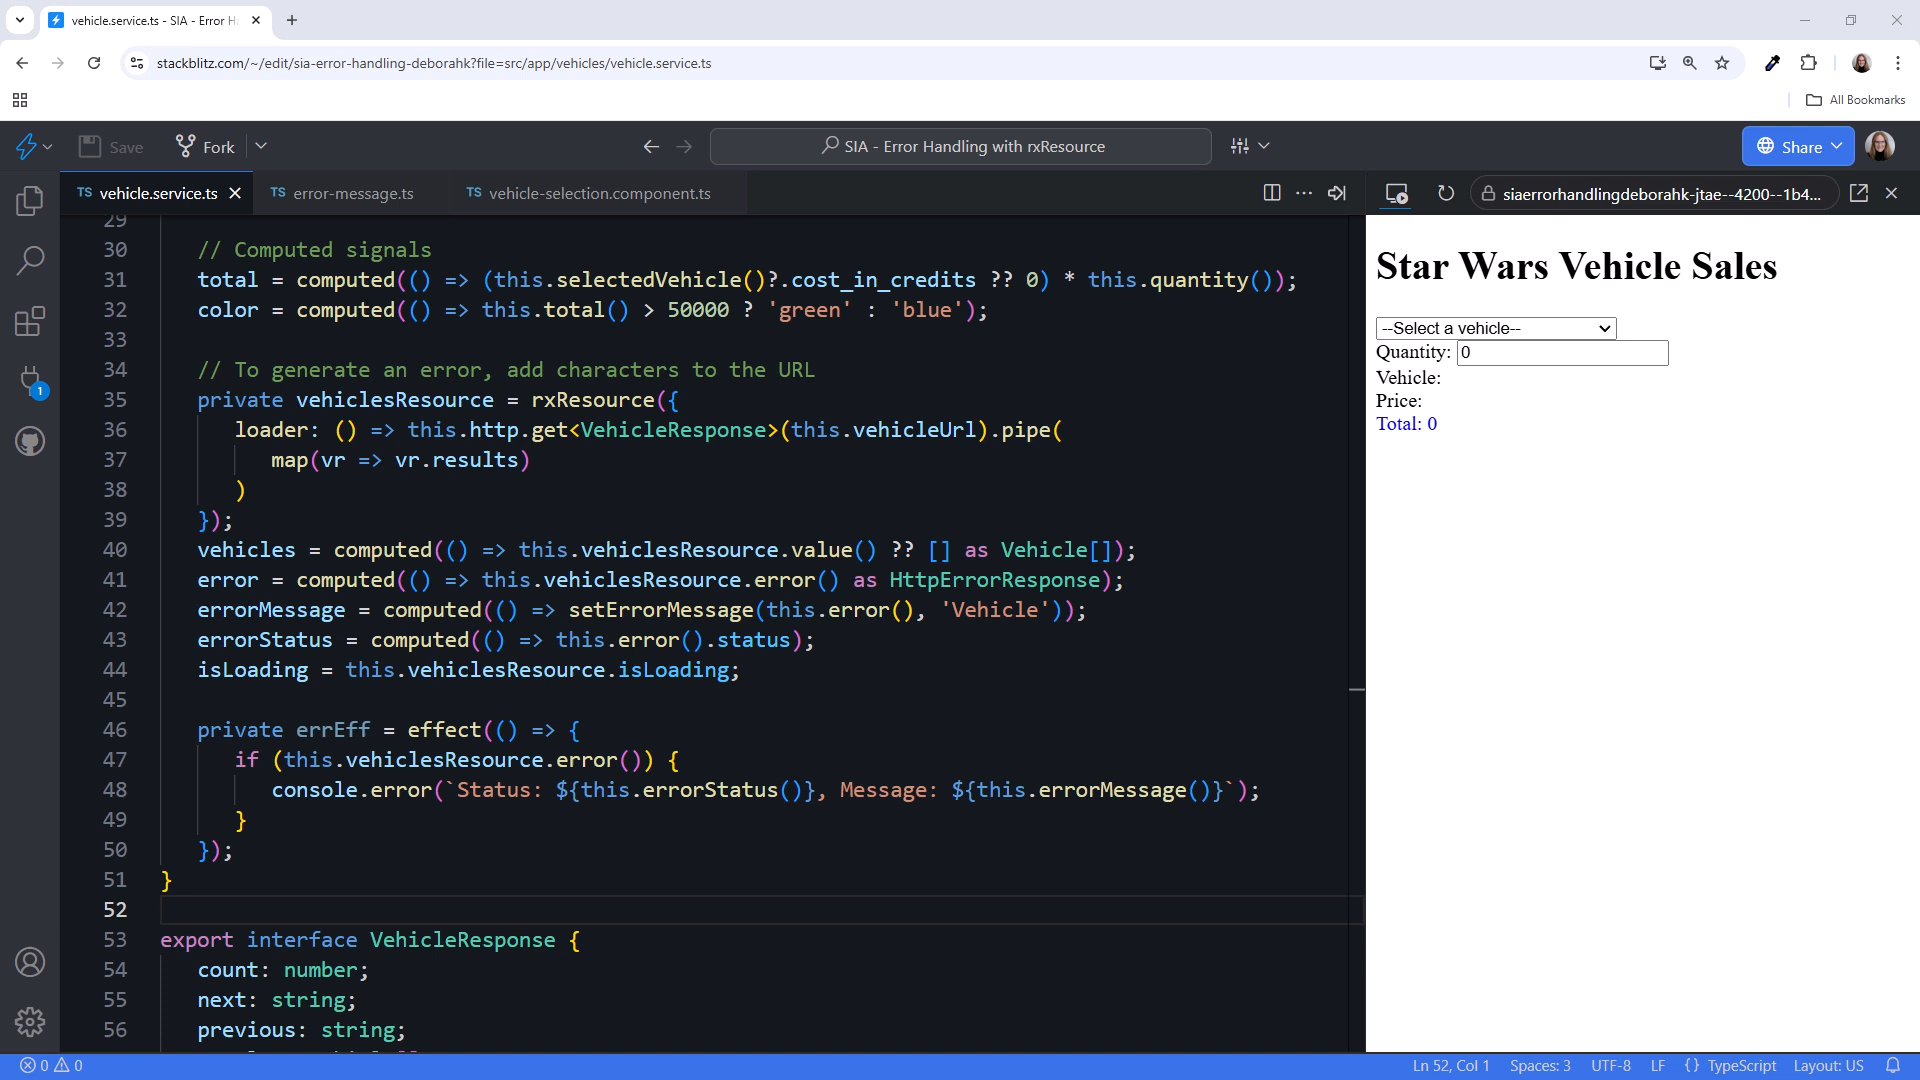 vehicle.service.ts - SIA - Error H
stackblitz.com/~/edit/sia-error-handling-deborahk?file=src/app/vehicles/vehicle.service.ts
All Bookmarks
Save
Fork
SIA - Error Handling with rxResource
Share
TS vehicle.service.ts
TS error-message.ts
TS vehicle-selection.component.ts
siaerrorhandlingdeborahk-jtae--4200--1b4...
1
29
30 // Computed signals
31 total = computed(() => (this.selectedVehicle()?.cost_in_credits ?? 0) * this.quantity());
32 color = computed(() => this.total() > 50000 ? 'green' : 'blue');
33
34 // To generate an error, add characters to the URL
35 private vehiclesResource = rxResource({
36 loader: () => this.http.get<VehicleResponse>(this.vehicleUrl).pipe(
37 map(vr => vr.results)
38 )
39 });
40 vehicles = computed(() => this.vehiclesResource.value() ?? [] as Vehicle[]);
41 error = computed(() => this.vehiclesResource.error() as HttpErrorResponse);
42 errorMessage = computed(() => setErrorMessage(this.error(), 'Vehicle'));
43 errorStatus = computed(() => this.error().status);
44 isLoading = this.vehiclesResource.isLoading;
45
46 private errEff = effect(() => {
47 if (this.vehiclesResource.error()) {
48 console.error(`Status: ${this.errorStatus()}, Message: ${this.errorMessage()}`);
49 }
50 });
51 }
52
53 export interface VehicleResponse {
54 count: number;
55 next: string;
56 previous: string;
Star Wars Vehicle Sales
--Select a vehicle--
Quantity: 0
Vehicle:
Price:
Total: 0
0 0
Ln 52, Col 1
Spaces: 3
UTF-8
LF
{} TypeScript
Layout: US